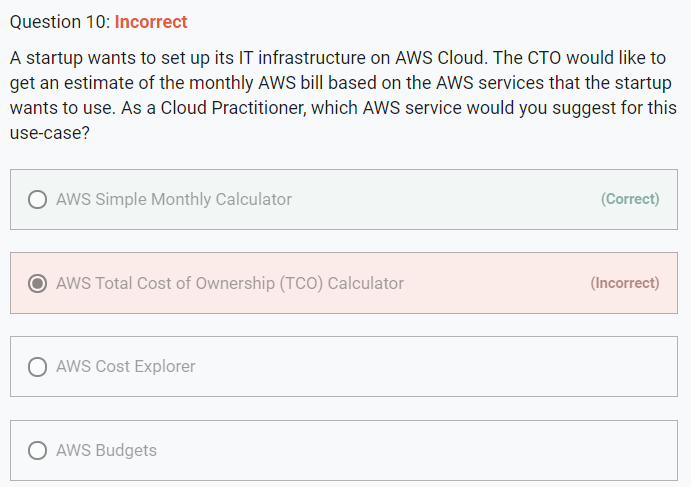 Question 10: Incorrect
A startup wants to set up its IT infrastructure on AWS Cloud. The CTO would like to
get an estimate of the monthly AWS bill based on the AWS services that the startup
wants to use. As a Cloud Practitioner, which AWS service would you suggest for this
use-case?
AWS Simple Monthly Calculator (Correct)
AWS Total Cost of Ownership (TCO) Calculator (Incorrect)
AWS Cost Explorer
AWS Budgets